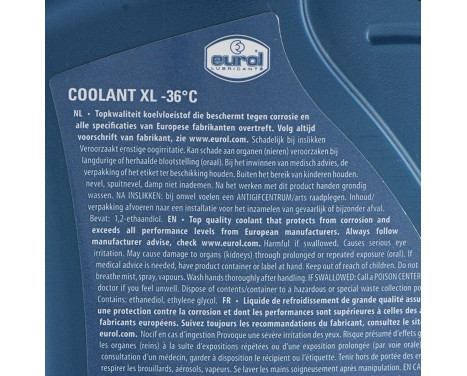 eurol
LUBRICANTS
COOLANT XL -36°C
NL • Topkwaliteit koelvloeistof die beschermt tegen corrosie en
alle specificaties van Europese fabrikanten overtreft. Volg altijd
voorschrift van fabrikant, zie www.eurol.com. Schadelijk bij inslikken
Veroorzaakt ernstige oogirritatie. Kan schade aan organen (nieren) veroorzaken bij
langdurige of herhaalde blootstelling (oraal). Bij het inwinnen van medisch advies, de
verpakking of het etiket ter beschikking houden. Buiten het bereik van kinderen houden.
nevel, spuitnevel, damp niet inademen. Na het werken met dit product handen grondig
wassen. NA INSLIKKEN: bij onwel voelen een ANTIGIFCENTRUM/arts raadplegen. Inhoud/
verpakking afvoeren naar een installatie voor het inzamelen van gevaarlijk of bijzonder afval.
Bevat: 1,2-ethaandiol. EN • Top quality coolant that protects from corrosion and
exceeds all performance levels from European manufacturers. Always follow
manufacturer advise, check www.eurol.com. Harmful if swallowed. Causes serious eye
irritation. May cause damage to organs (kidneys) through prolonged or repeated exposure (oral). If
medical advice is needed, have product container or label at hand. Keep out of reach of children. Do not
breathe mist, spray, vapours. Wash hands thoroughly after handling. IF SWALLOWED: Call a POISON CENTER
doctor if you feel unwell. Dispose of contents/container to a hazardous or special waste collection po
Contains: ethanediol, ethylene glycol. FR • Liquide de refroidissement de grande qualité assu
une protection contre la corrosion et dont les performances sont supérieures à celles des
fabricants européens. Suivez toujours les recommandations du fabricant, consultez le sit
eurol.com. Nocif en cas d'ingestion Provoque une sévère irritation des yeux. Risque présumé d'effets g
les organes (reins) à la suite d'expositions répétées ou d'une exposition prolongée (par voie orale)
consultation d'un médecin, garder à disposition le récipient ou l'étiquette. Tenir hors de portée des en
respirer les brouillards, aérosols, vapeurs. Se laver les mains soigneusement après manipulation. EN CA